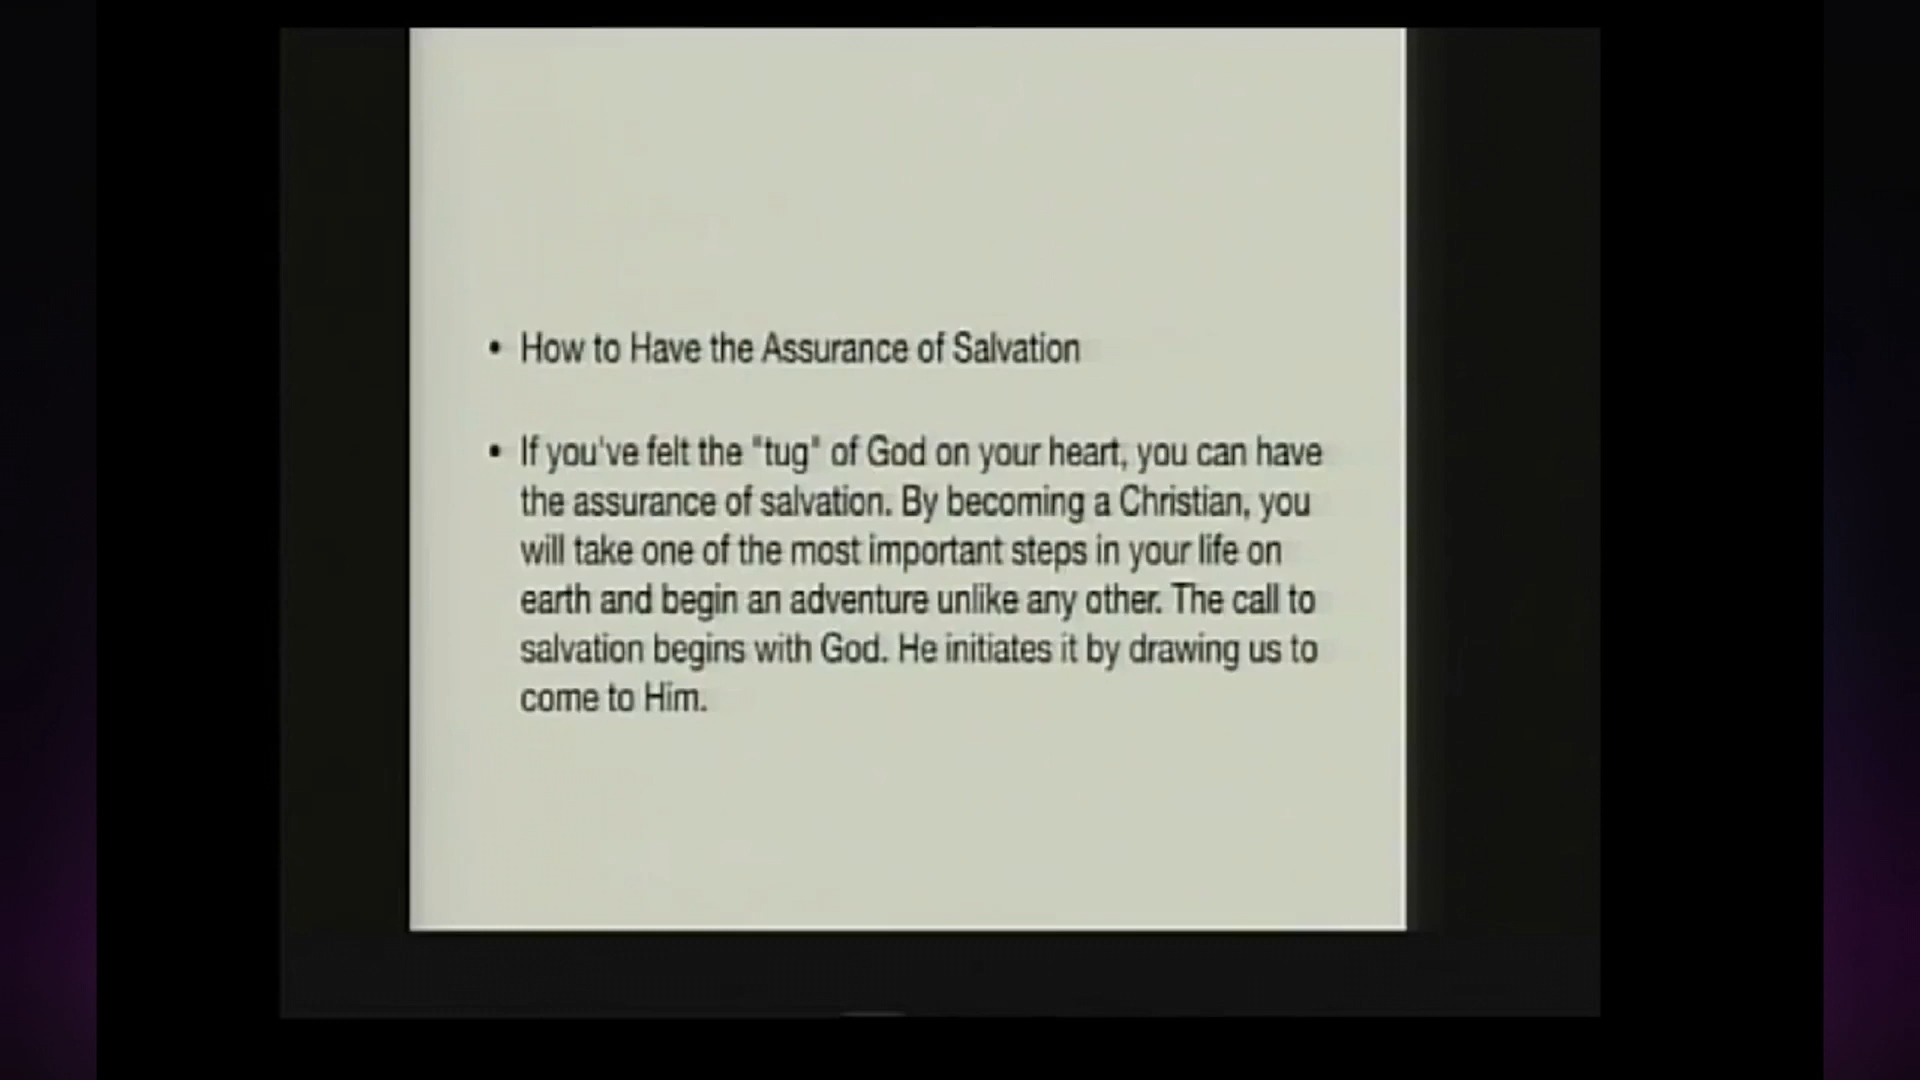 • How to Have the Assurance of Salvation
• If you've felt the "tug" of God on your heart, you can have
the assurance of salvation. By becoming a Christian, you
will take one of the most important steps in your life on
earth and begin an adventure unlike any other. The call to
salvation begins with God. He initiates it by drawing us to
come to Him.